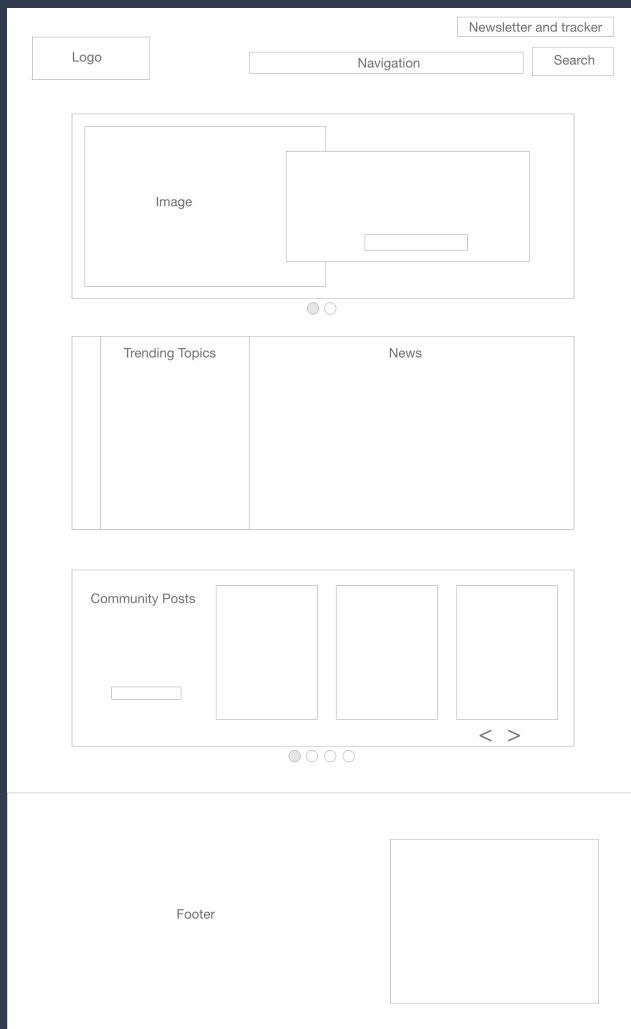 Newsletter and tracker
Logo
Navigation
Search
Image
Trending Topics
News
Community Posts
< >
Footer